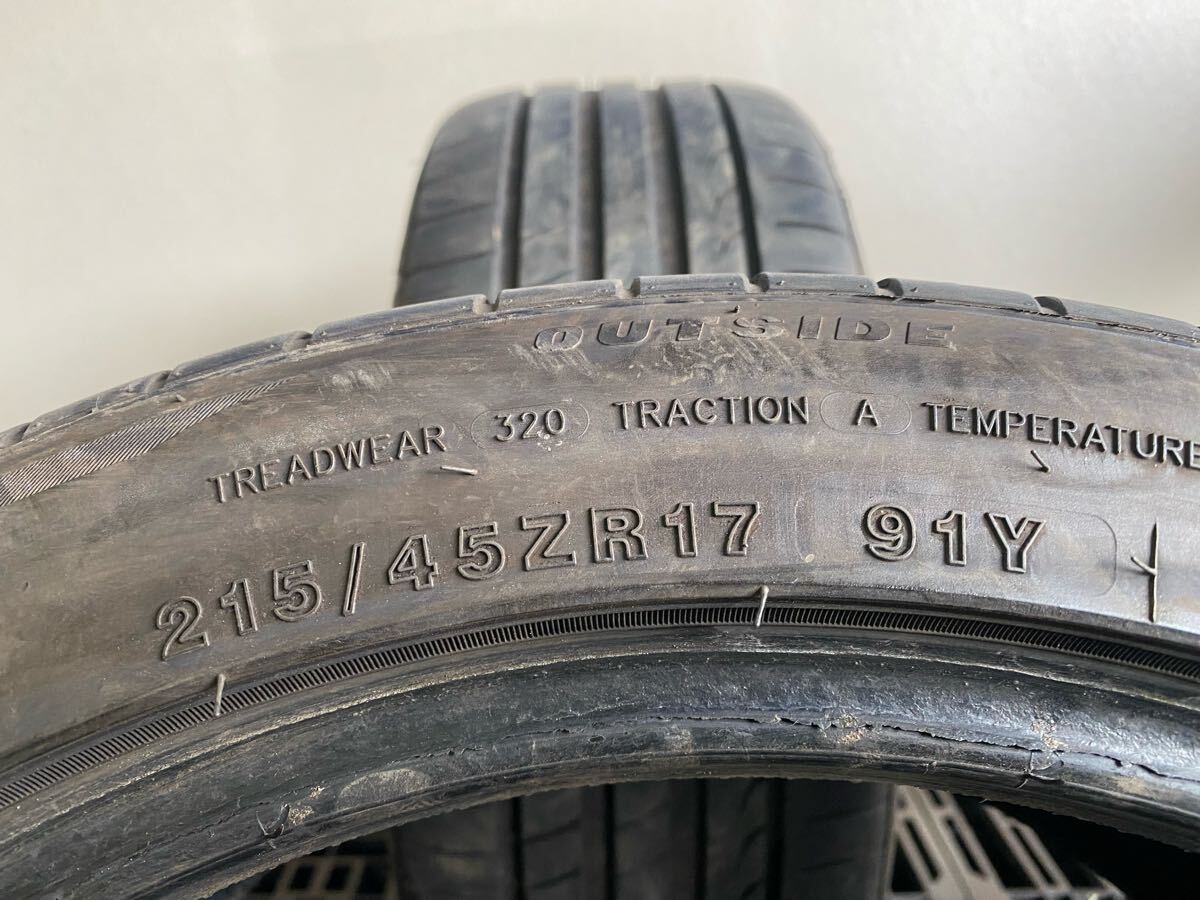 OUTSIDE
TREADWEAR 320 TRACTION A TEMPERATURE
215/45ZR17 91Y